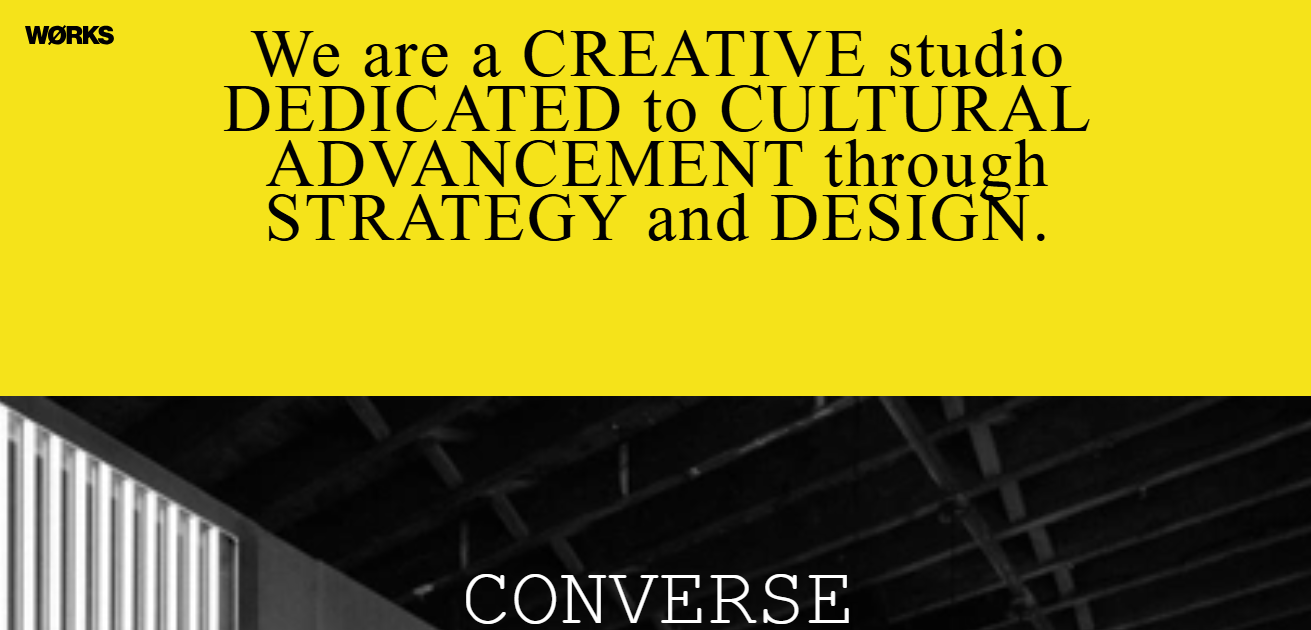 WØRKS
We are a CREATIVE studio
DEDICATED to CULTURAL
ADVANCEMENT through
STRATEGY and DESIGN.
CONVERSE